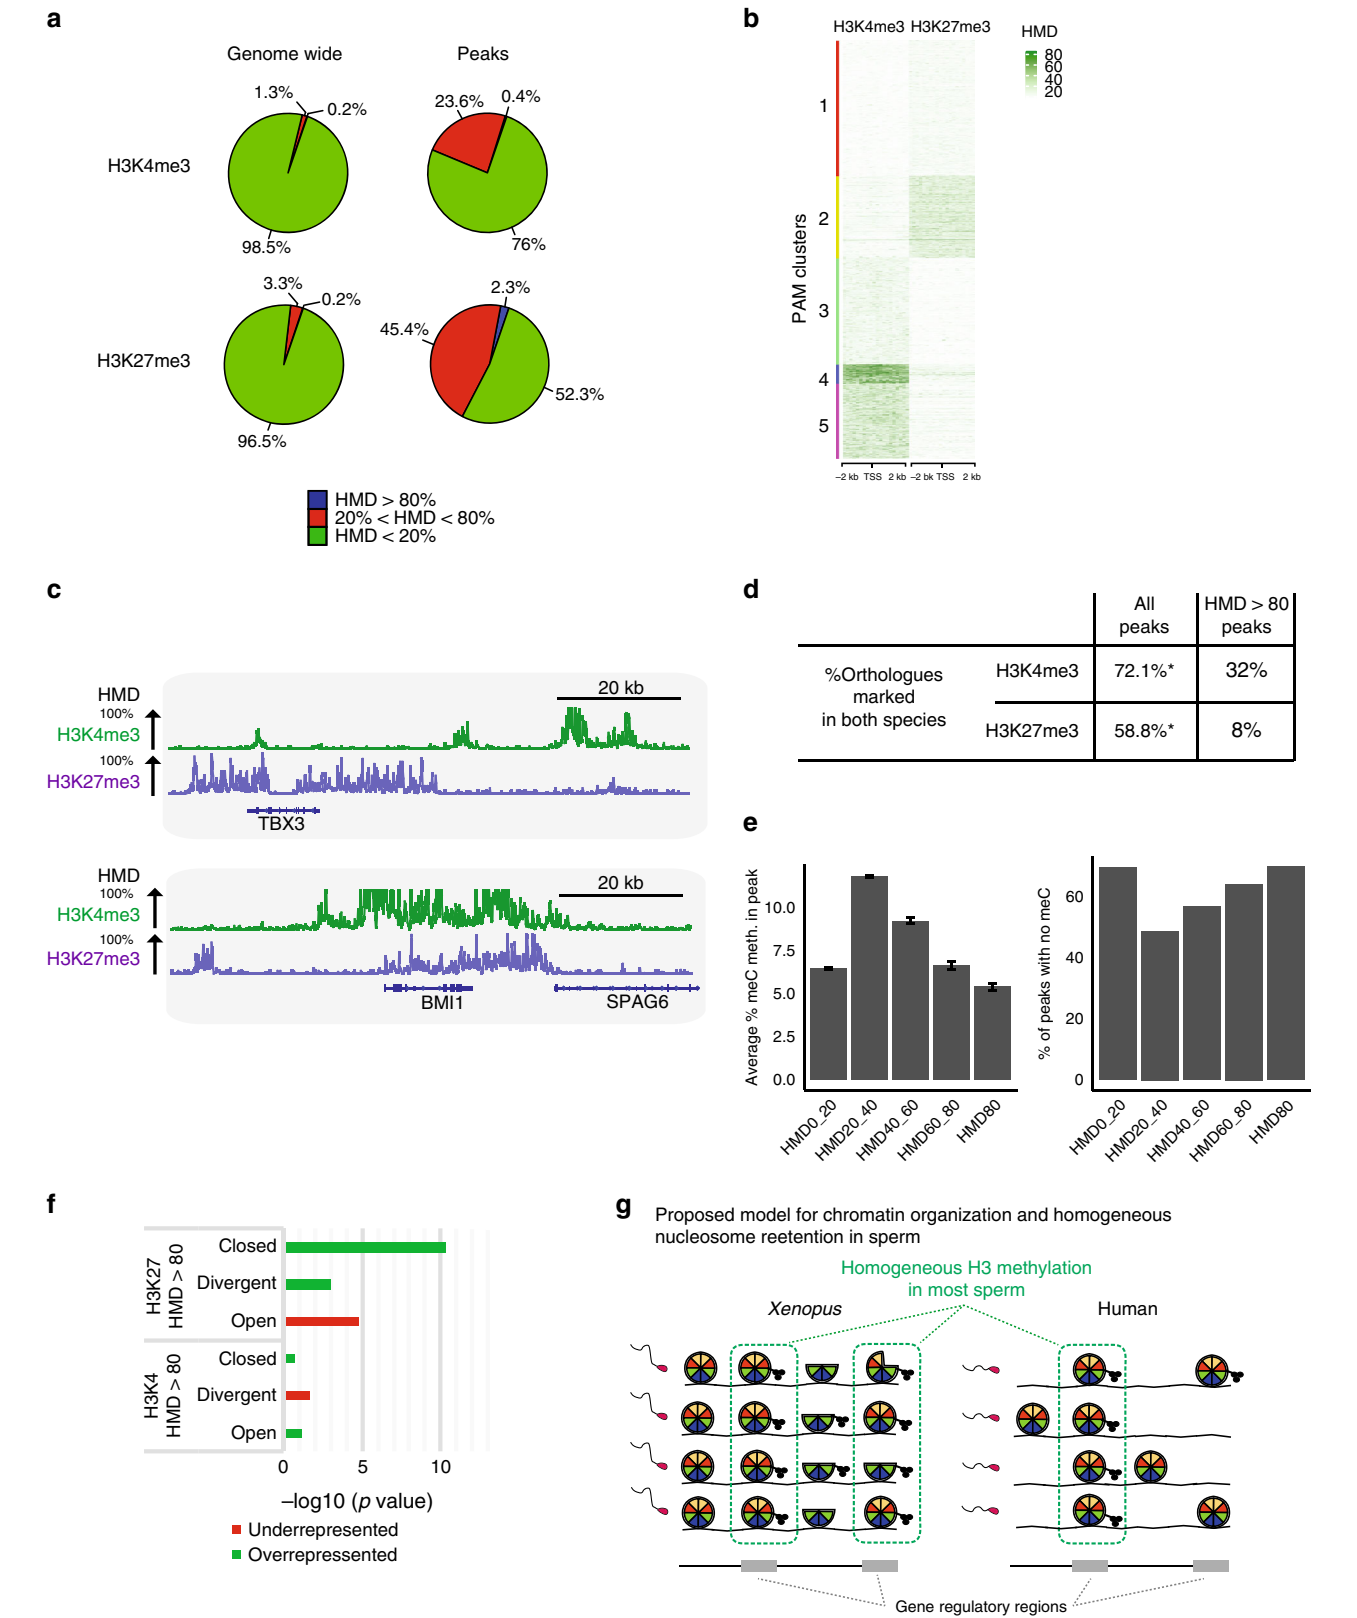 a
Genome wide
Peaks
H3K4me3
1.3%
0.2%
98.5%
23.6%
0.4%
76%
H3K27me3
3.3%
0.2%
96.5%
45.4%
2.3%
52.3%
HMD > 80%
20% < HMD < 80%
HMD < 20%
b
H3K4me3 H3K27me3
HMD
80
60
40
20
PAM clusters
1
2
3
4
5
–2 kb TSS 2 kb –2 bk TSS 2 kb
c
HMD
100%
H3K4me3
100%
H3K27me3
20 kb
TBX3
HMD
100%
H3K4me3
100%
H3K27me3
20 kb
BMI1
SPAG6
d
All peaks
HMD > 80 peaks
%Orthologues
marked
in both species
H3K4me3 72.1%* 32%
H3K27me3 58.8%* 8%
e
Average % meC meth. in peak
10.0
7.5
5.0
2.5
0.0
HMD0_20
HMD20_40
HMD40_60
HMD60_80
HMD80
% of peaks with no meC
60
40
20
0
HMD0_20
HMD20_40
HMD40_60
HMD60_80
HMD80
f
H3K27
HMD > 80
Closed
Divergent
Open
H3K4
HMD > 80
Closed
Divergent
Open
0 5 10
–log10 (p value)
Underrepresented
Overrepressented
g
Proposed model for chromatin organization and homogeneous
nucleosome reetention in sperm
Homogeneous H3 methylation
in most sperm
Xenopus
Human
Gene regulatory regions